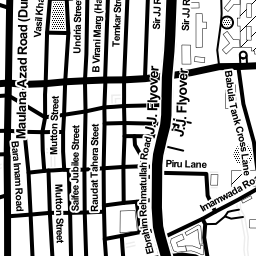 Maulana Azad Road (Du
Vasil Kha
Undria Street
B Virani Marg Ha
Temkar Street
Sir JJ R
Sir JJ R
J.J. Flyover
J.J. Flyover
Babula Tank Cross Lane
Mutton Street
Bara Imam Road
Mutton Street
Saifee Jubilee Street
Raudat Tahera Street
Ebrahim Rehmatullah Road
Piru Lane
Imamwada Road